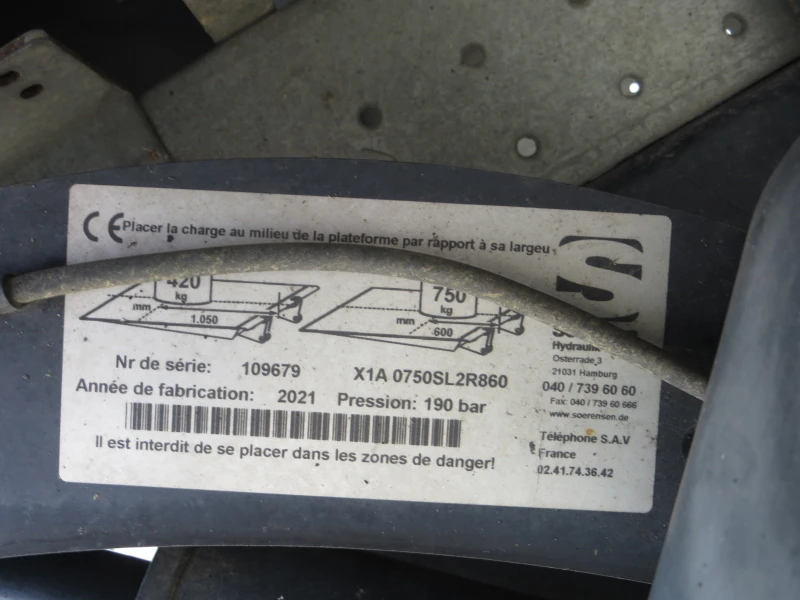 CE Placer la charge au milieu de la plateforme par rapport à sa largeu
S
420
kg
mm
1.050
750
kg
mm
600
Hydraulik
Osterrade 3
21031 Hamburg
040 / 739 60 60
Fax: 040 / 739 60 666
www.soerensen.de
Téléphone S.A.V
France
02.41.74.36.42
Nr de série: 109679 X1A 0750SL2R860
Année de fabrication: 2021 Pression: 190 bar
Il est interdit de se placer dans les zones de danger!